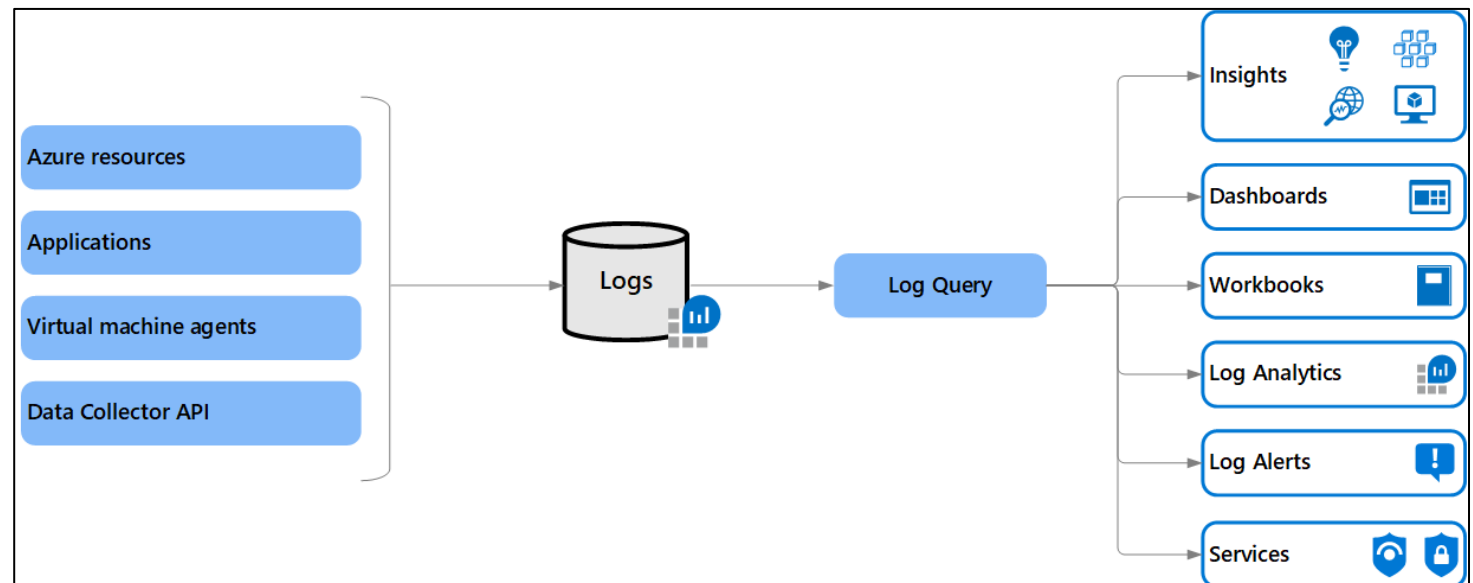 Azure resources
Applications
Virtual machine agents
Data Collector API
Logs
Log Query
Insights
Dashboards
Workbooks
Log Analytics
Log Alerts
Services